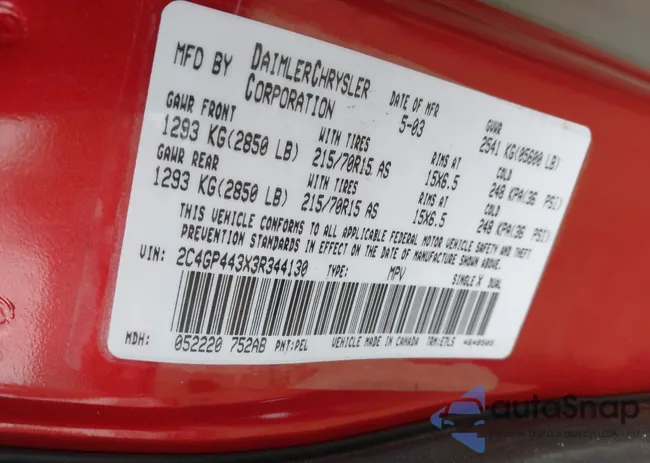 MFD BY DAIMLERCHRYSLER CORPORATION DATE OF MFR 5-03 GVWR 2541 KG(05600 LB)
GAWR FRONT WITH TIRES RIMS AT COLD
1293 KG(2850 LB) 215/70R15 AS 15X6.5 248 KPA(36 PSI)
GAWR REAR WITH TIRES RIMS AT COLD
1293 KG(2850 LB) 215/70R15 AS 15X6.5 248 KPA(36 PSI)
THIS VEHICLE CONFORMS TO ALL APPLICABLE FEDERAL MOTOR VEHICLE SAFETY AND THEFT
PREVENTION STANDARDS IN EFFECT ON THE DATE OF MANUFACTURE SHOWN ABOVE.
VIN: 2C4GP443X3R344130 TYPE: MPV SINGLE X DUAL
MDH: 052220 752AB PNT:PEL VEHICLE MADE IN CANADA TRM:E7LS
autoSnap